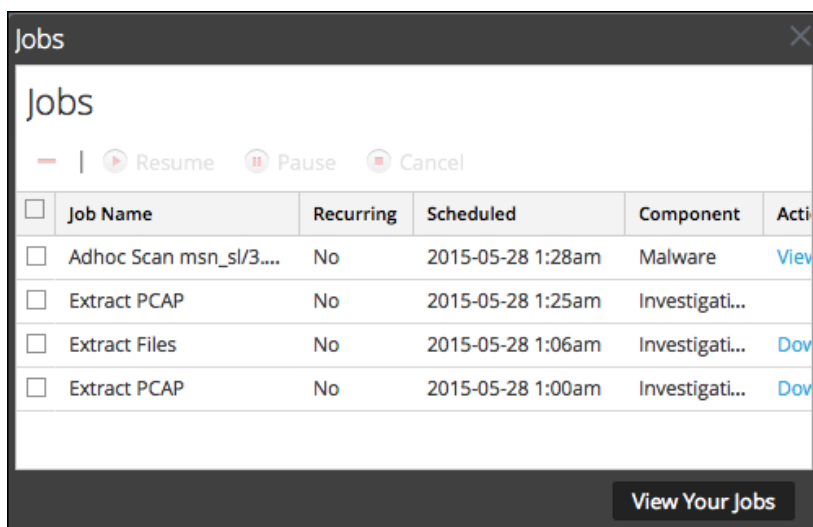 Jobs
Jobs
Resume Pause Cancel
Job Name Recurring Scheduled Component Acti
Adhoc Scan msn_sl/3.... No 2015-05-28 1:28am Malware View
Extract PCAP No 2015-05-28 1:25am Investigati...
Extract Files No 2015-05-28 1:06am Investigati... Dow
Extract PCAP No 2015-05-28 1:00am Investigati... Dow
View Your Jobs